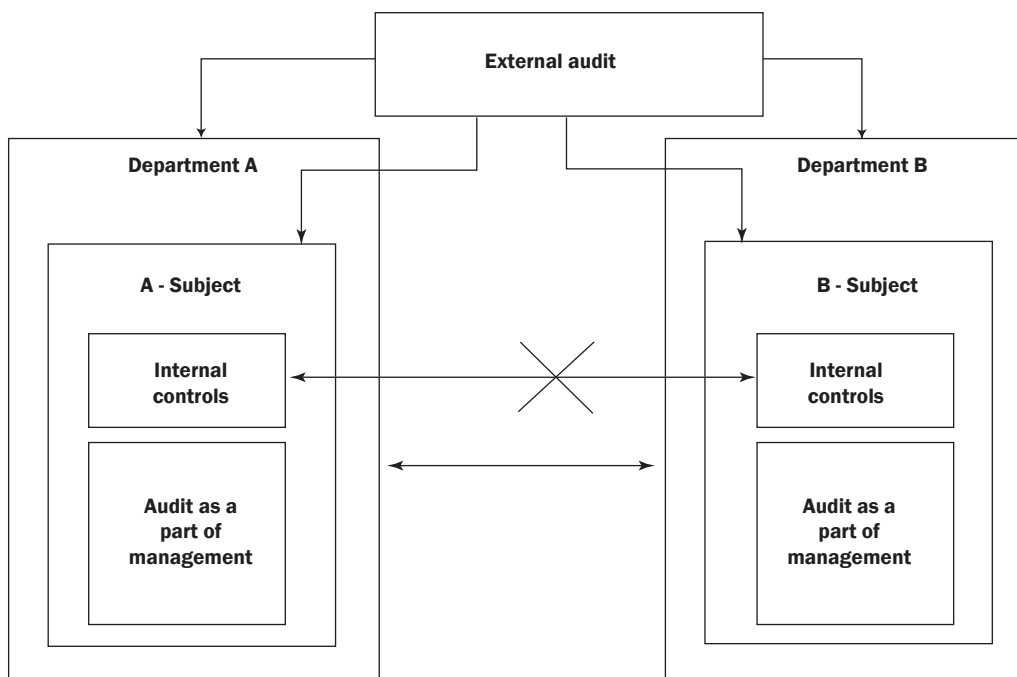 External audit
Department A
Department B
A - Subject
B - Subject
Internal
controls
Internal
controls
Audit as a
part of
management
Audit as a
part of
management